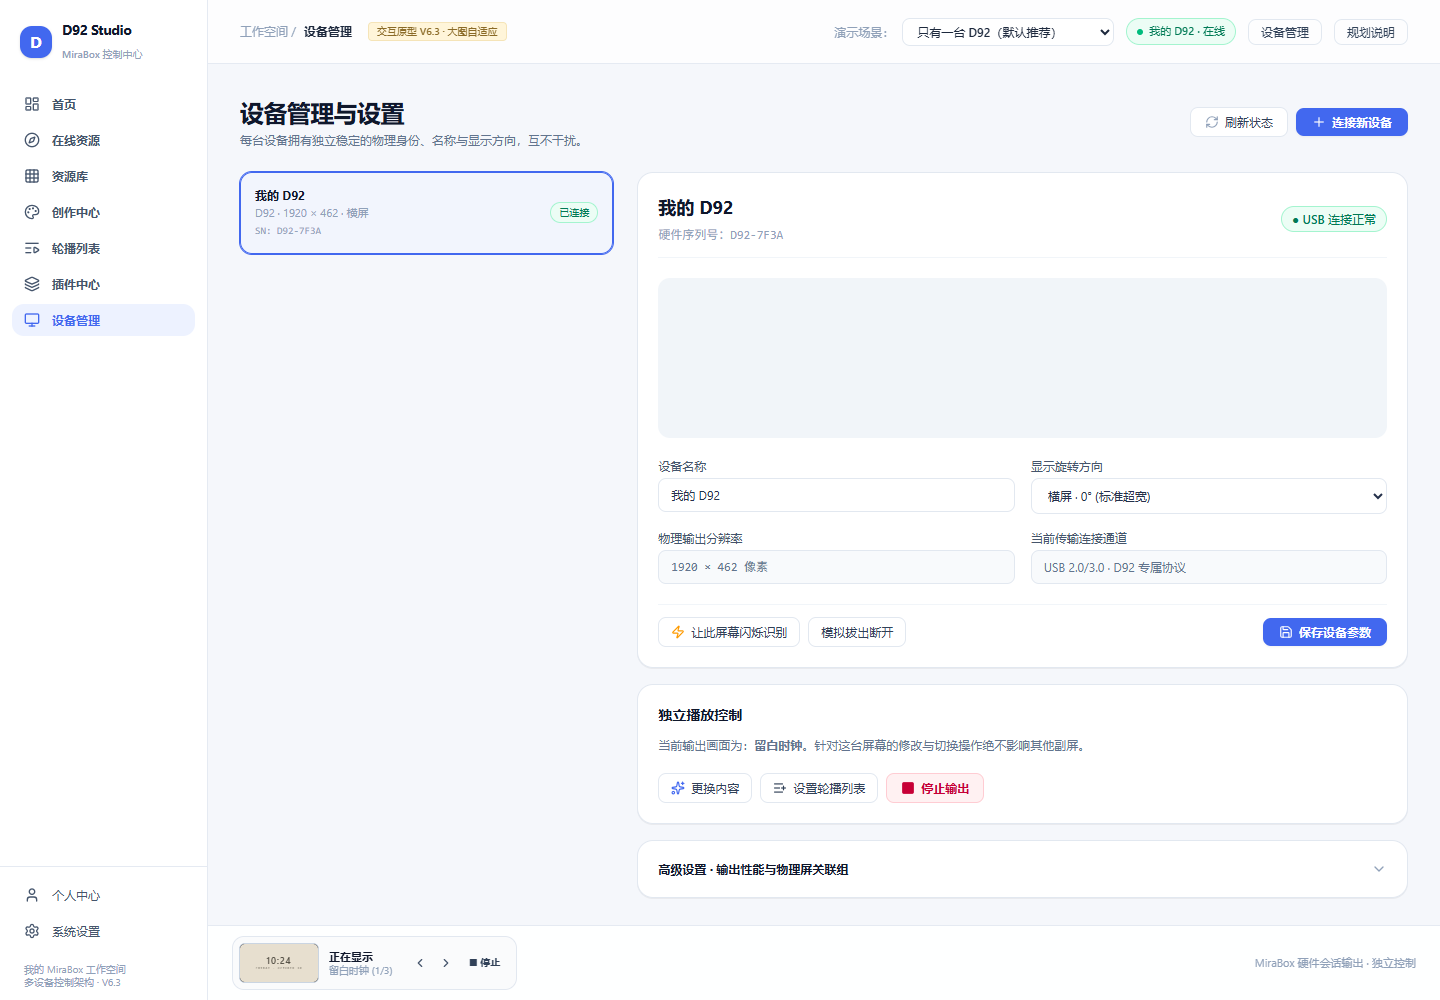 D
D92 Studio
MiraBox 控制中心
首页
在线资源
资源库
创作中心
轮播列表
插件中心
设备管理
个人中心
系统设置
我的 MiraBox 工作空间
多设备控制架构 · V6.3
工作空间 / 设备管理
交互原型 V6.3 · 大图自适应
演示场景：
只有一台 D92（默认推荐）
我的 D92 · 在线
设备管理
规划说明
设备管理与设置
每台设备拥有独立稳定的物理身份、名称与显示方向，互不干扰。
刷新状态
连接新设备
我的 D92
D92 · 1920 × 462 · 横屏
SN: D92-7F3A
已连接
我的 D92
硬件序列号：D92-7F3A
USB 连接正常
设备名称
我的 D92
显示旋转方向
横屏 · 0° (标准超宽)
物理输出分辨率
1920 × 462 像素
当前传输连接通道
USB 2.0/3.0 · D92 专属协议
让此屏幕闪烁识别
模拟拔出断开
保存设备参数
独立播放控制
当前输出画面为：留白时钟。针对这台屏幕的修改与切换操作绝不影响其他副屏。
更换内容
设置轮播列表
停止输出
高级设置 · 输出性能与物理屏关联组
10:24
正在显示
留白时钟 (1/3)
停止
MiraBox 硬件会话输出 · 独立控制